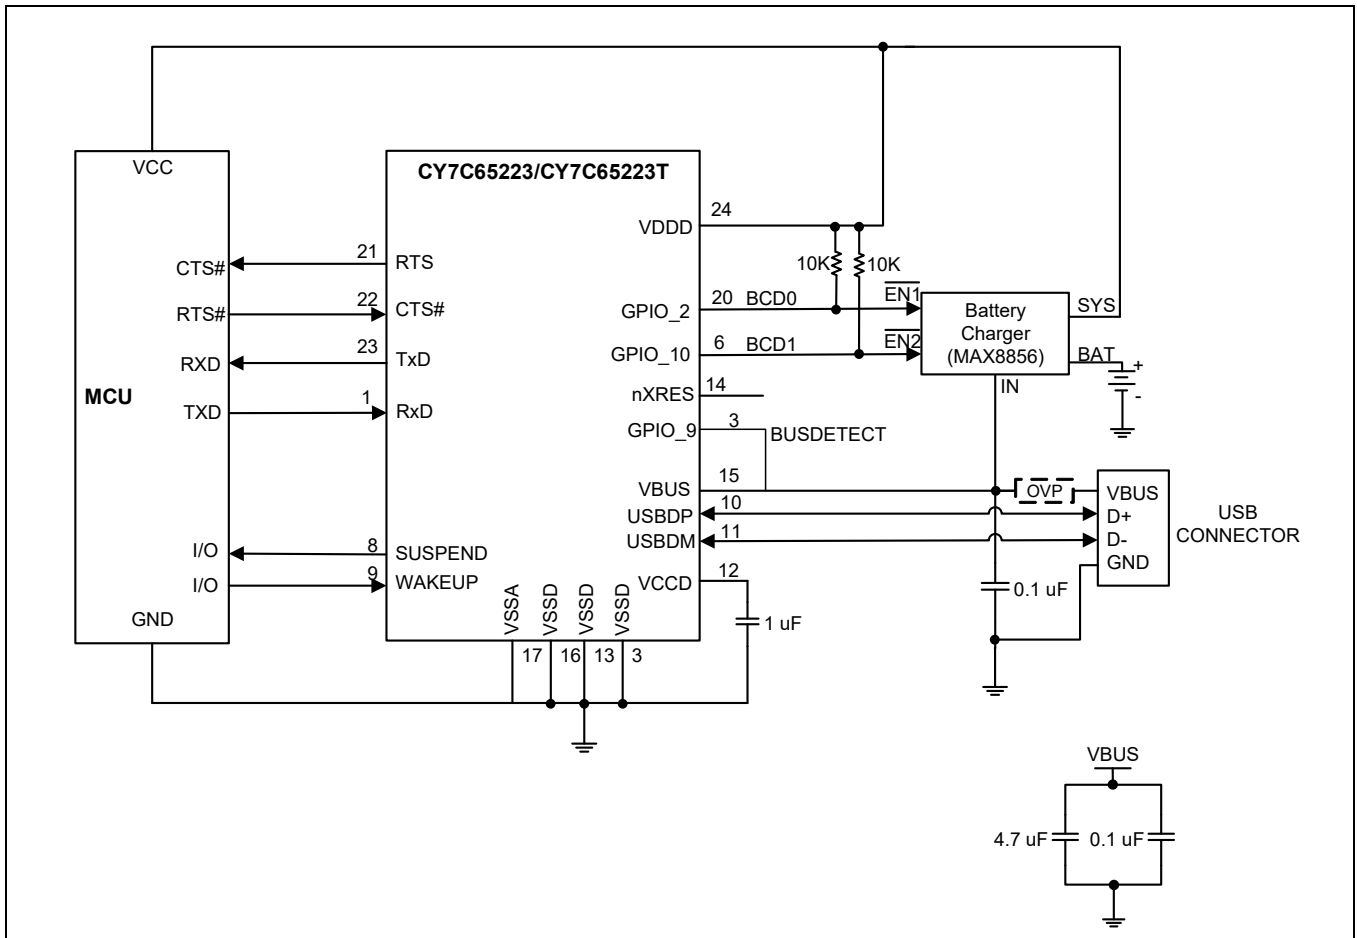 CY7C65223/CY7C65223T
VCC
MCU
CTS#
RTS#
RXD
TXD
I/O
I/O
GND
21
22
23
1
8
9
RTS
CTS#
TxD
RxD
SUSPEND
WAKEUP
VSSA
VSSD
VSSD
VSSD
17
16
13
3
VDDD
GPIO_2
GPIO_10
nXRES
GPIO_9
VBUS
USBDP
USBDM
VCCD
24
20
6
14
3
15
10
11
12
BCD0
BCD1
BUSDETECT
10K
10K
1 uF
EN1
EN2
Battery
Charger
(MAX8856)
SYS
BAT
IN
+
-
OVP
VBUS
D+
D-
GND
USB
CONNECTOR
0.1 uF
VBUS
4.7 uF
0.1 uF